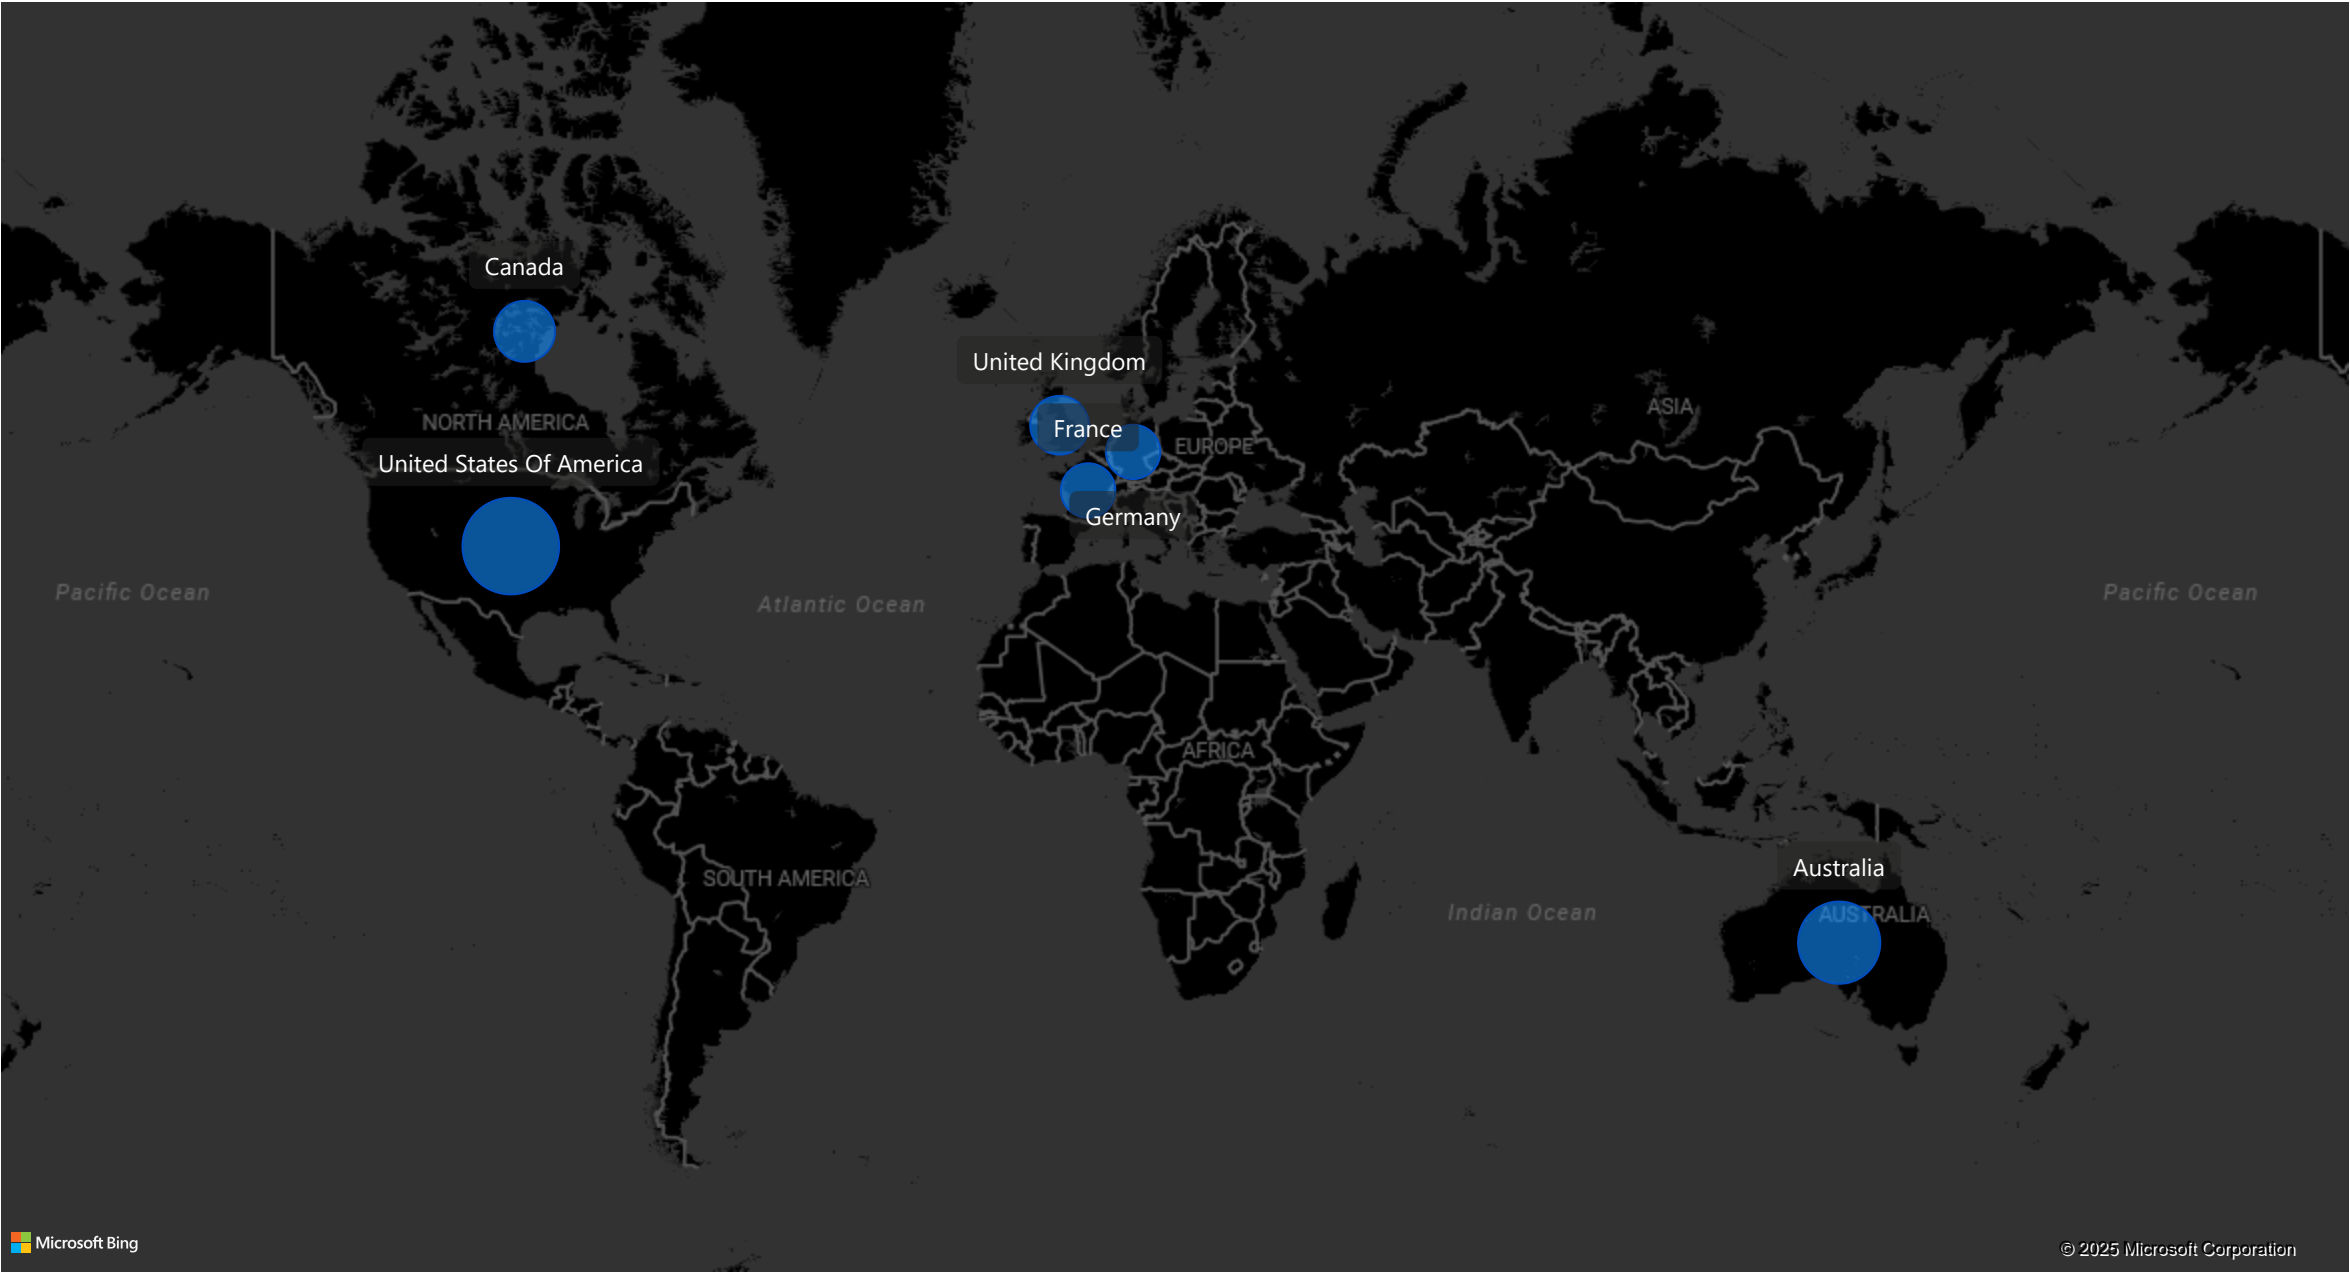 Canada
United Kingdom
NORTH AMERICA
ASIA
France
EUROPE
United States Of America
Germany
Pacific Ocean
Atlantic Ocean
Pacific Ocean
AFRICA
Australia
SOUTH AMERICA
Indian Ocean
AUSTRALIA
Microsoft Bing
© 2025 Microsoft Corporation